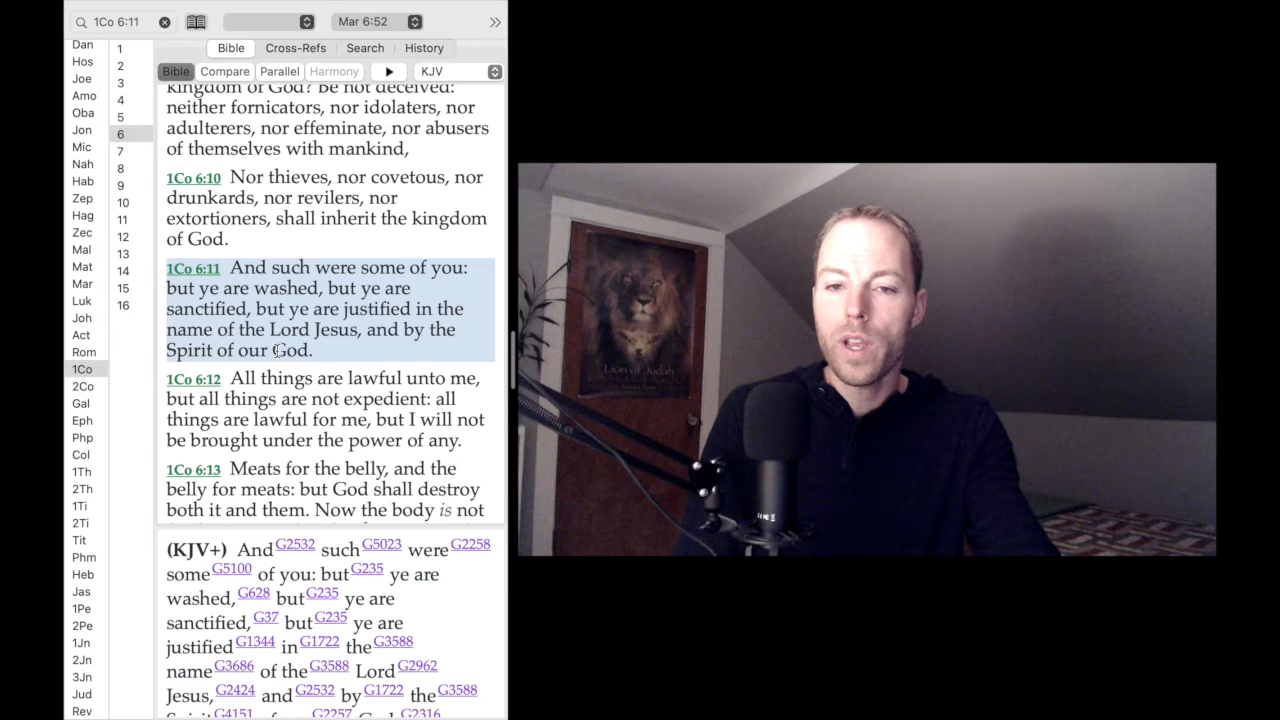 1Co 6:11
Mar 6:52
Bible Cross-Refs Search History
Bible Compare Parallel Harmony KJV
Dan
Hos
Joe
Amo
Oba
Jon
Mic
Nah
Hab
Zep
Hag
Zec
Mal
Mat
Mar
Luk
Joh
Act
Rom
1Co
2Co
Gal
Eph
Php
Col
1Th
2Th
1Ti
2Ti
Tit
Phm
Heb
Jas
1Pe
2Pe
1Jn
2Jn
3Jn
Jud
Rev
1
2
3
4
5
6
7
8
9
10
11
12
13
14
15
16
kingdom of God? Be not deceived:
neither fornicators, nor idolaters, nor
adulterers, nor effeminate, nor abusers
of themselves with mankind,
1Co 6:10 Nor thieves, nor covetous, nor
drunkards, nor revilers, nor
extortioners, shall inherit the kingdom
of God.
1Co 6:11 And such were some of you:
but ye are washed, but ye are
sanctified, but ye are justified in the
name of the Lord Jesus, and by the
Spirit of our God.
1Co 6:12 All things are lawful unto me,
but all things are not expedient: all
things are lawful for me, but I will not
be brought under the power of any.
1Co 6:13 Meats for the belly, and the
belly for meats: but God shall destroy
both it and them. Now the body is not
(KJV+) And G2532 such G5023 were G2258
some G5100 of you: but G235 ye are
washed, G628 but G235 ye are
sanctified, G37 but G235 ye are
justified G1344 in G1722 the G3588
name G3686 of the G3588 Lord G2962
Jesus, G2424 and G2532 by G1722 the G3588
Spirit G4151 of our G2257 God. G2316
Lion of Judah